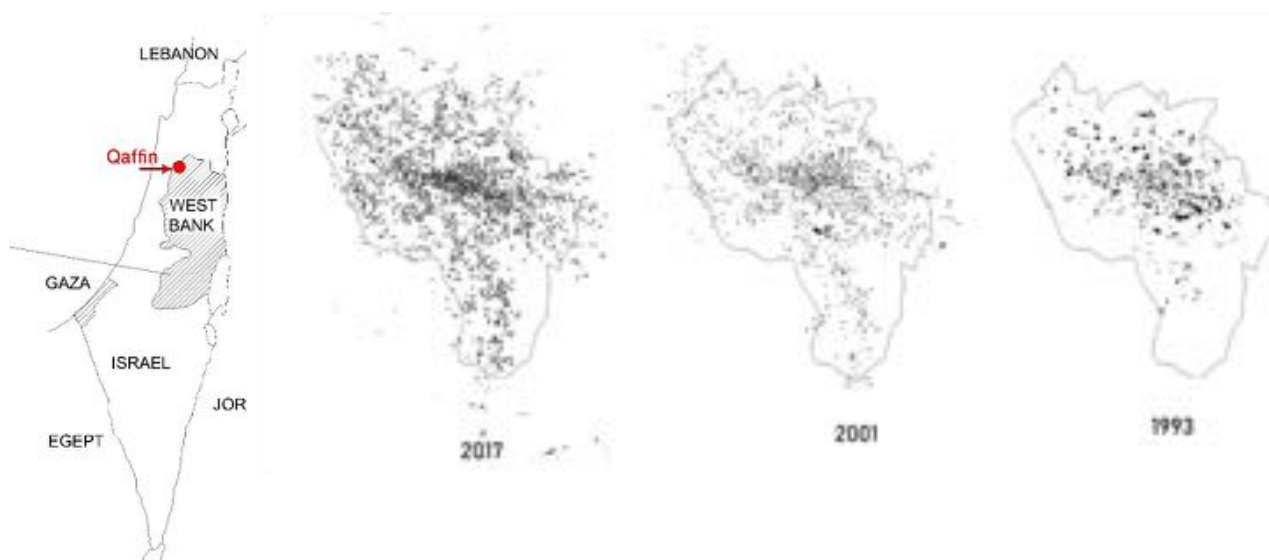 LEBANON
Qaffin
WEST
BANK
GAZA
ISRAEL
JOR
EGEPT
2017
2001
1993